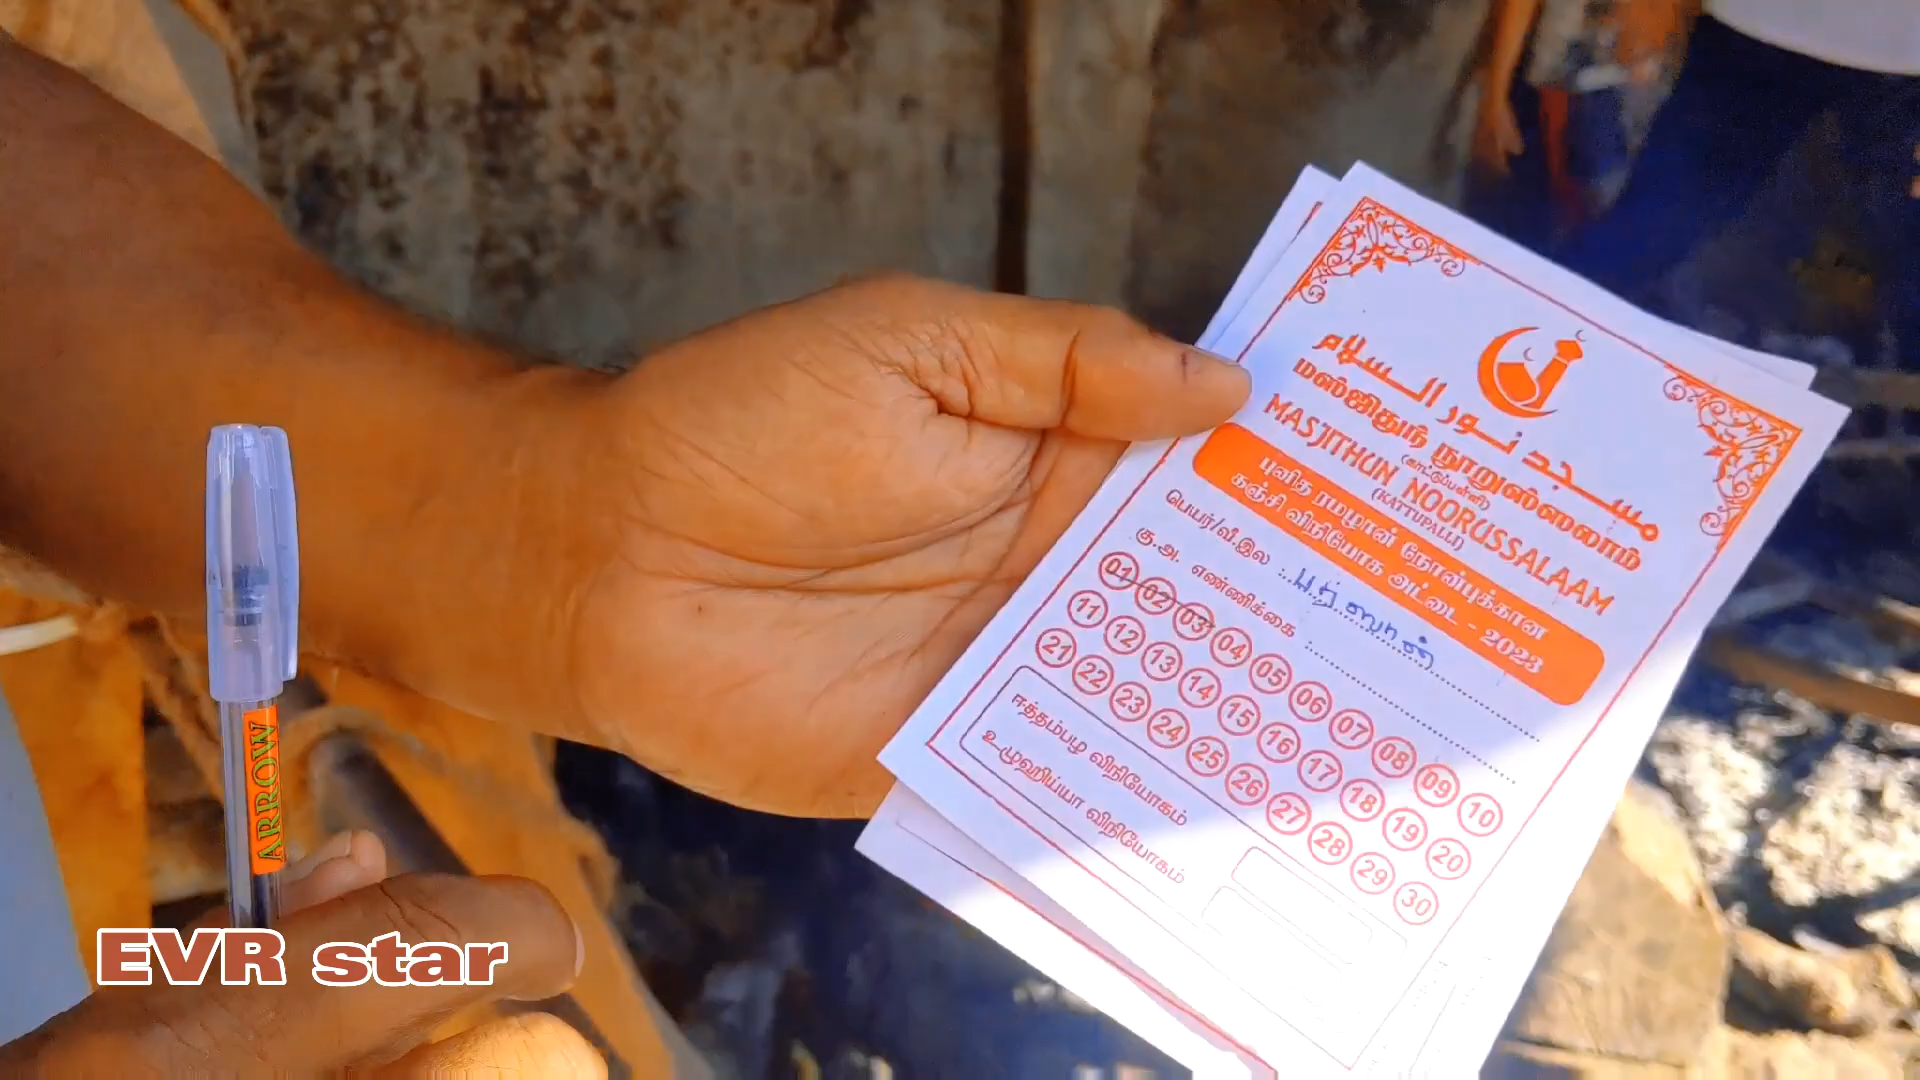 مسجد نور السلام
மஸ்ஜிதுந் நூறுஸ்ஸலாம்
(காட்டுப்பள்ளி)
MASJITHUN NOORUSSALAAM
(KATTUPALLI)
புனித ரமழான் நோன்புக்கான
கஞ்சி விநியோக அட்டை - 2023
பெயர்/வீ.இல :
கு.அ. எண்ணிக்கை :
01 02 03 04 05 06 07 08 09 10
11 12 13 14 15 16 17 18 19 20
21 22 23 24 25 26 27 28 29 30
ஈத்தம்பழ விநியோகம்
உழுஹிய்யா விநியோகம்
ARROW
EVR star